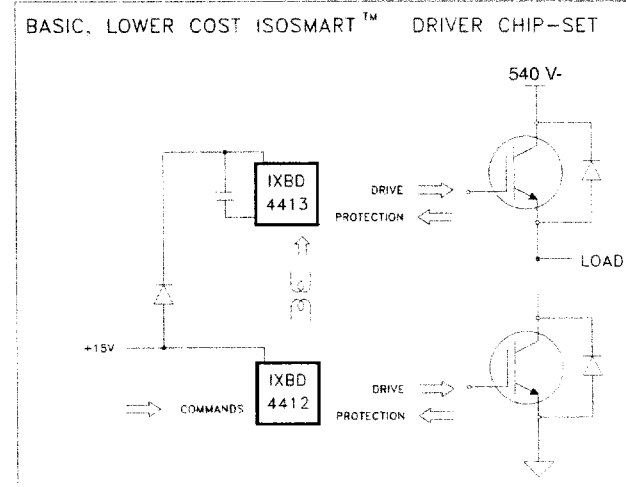 BASIC, LOWER COST ISOSMART™ DRIVER CHIP-SET
540 V-
IXBD
4413
DRIVE
PROTECTION
LOAD
+15V
IXBD
4412
COMMANDS
DRIVE
PROTECTION